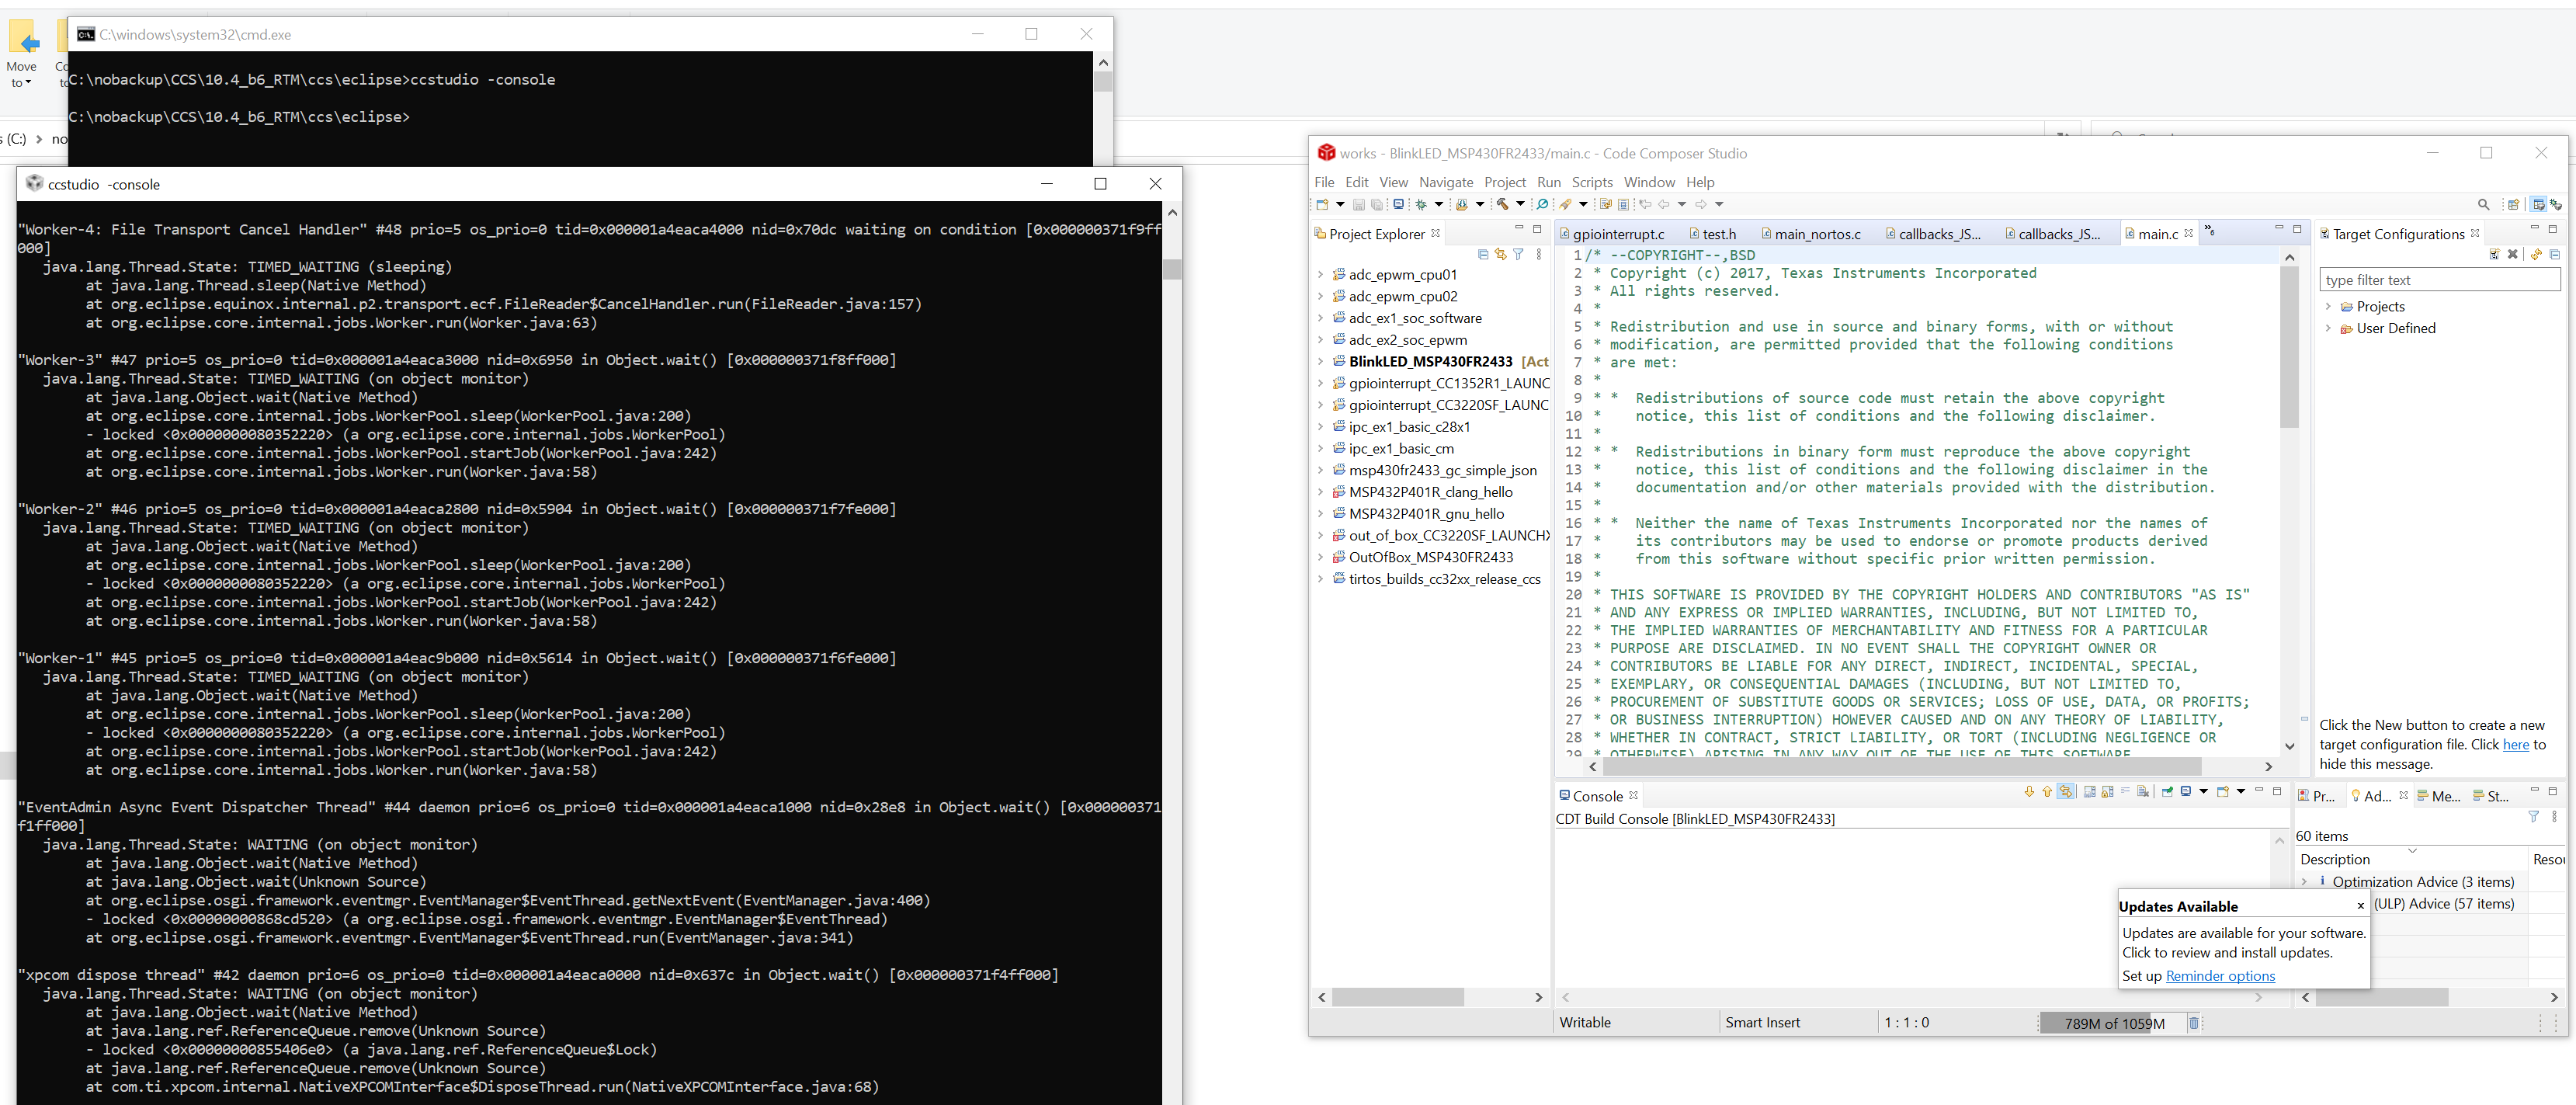 Move
to
Co
to
s (C:)
no
C:\windows\system32\cmd.exe
C:\nobackup\CCS\10.4_b6_RTM\ccs\eclipse>ccstudio -console
C:\nobackup\CCS\10.4_b6_RTM\ccs\eclipse>
ccstudio  -console
"Worker-4: File Transport Cancel Handler" #48 prio=5 os_prio=0 tid=0x000001a4eaca4000 nid=0x70dc waiting on condition [0x000000371f9ff
000]
java.lang.Thread.State: TIMED_WAITING (sleeping)
at java.lang.Thread.sleep(Native Method)
at org.eclipse.equinox.internal.p2.transport.ecf.FileReader$CancelHandler.run(FileReader.java:157)
at org.eclipse.core.internal.jobs.Worker.run(Worker.java:63)
"Worker-3" #47 prio=5 os_prio=0 tid=0x000001a4eaca3000 nid=0x6950 in Object.wait() [0x000000371f8ff000]
java.lang.Thread.State: TIMED_WAITING (on object monitor)
at java.lang.Object.wait(Native Method)
at org.eclipse.core.internal.jobs.WorkerPool.sleep(WorkerPool.java:200)
- locked <0x0000000080352220> (a org.eclipse.core.internal.jobs.WorkerPool)
at org.eclipse.core.internal.jobs.WorkerPool.startJob(WorkerPool.java:242)
at org.eclipse.core.internal.jobs.Worker.run(Worker.java:58)
"Worker-2" #46 prio=5 os_prio=0 tid=0x000001a4eaca2800 nid=0x5904 in Object.wait() [0x000000371f7fe000]
java.lang.Thread.State: TIMED_WAITING (on object monitor)
at java.lang.Object.wait(Native Method)
at org.eclipse.core.internal.jobs.WorkerPool.sleep(WorkerPool.java:200)
- locked <0x0000000080352220> (a org.eclipse.core.internal.jobs.WorkerPool)
at org.eclipse.core.internal.jobs.WorkerPool.startJob(WorkerPool.java:242)
at org.eclipse.core.internal.jobs.Worker.run(Worker.java:58)
"Worker-1" #45 prio=5 os_prio=0 tid=0x000001a4eac9b000 nid=0x5614 in Object.wait() [0x000000371f6fe000]
java.lang.Thread.State: TIMED_WAITING (on object monitor)
at java.lang.Object.wait(Native Method)
at org.eclipse.core.internal.jobs.WorkerPool.sleep(WorkerPool.java:200)
- locked <0x0000000080352220> (a org.eclipse.core.internal.jobs.WorkerPool)
at org.eclipse.core.internal.jobs.WorkerPool.startJob(WorkerPool.java:242)
at org.eclipse.core.internal.jobs.Worker.run(Worker.java:58)
"EventAdmin Async Event Dispatcher Thread" #44 daemon prio=6 os_prio=0 tid=0x000001a4eaca1000 nid=0x28e8 in Object.wait() [0x000000371
f1ff000]
java.lang.Thread.State: WAITING (on object monitor)
at java.lang.Object.wait(Native Method)
at java.lang.Object.wait(Unknown Source)
at org.eclipse.osgi.framework.eventmgr.EventManager$EventThread.getNextEvent(EventManager.java:400)
- locked <0x00000000868cd520> (a org.eclipse.osgi.framework.eventmgr.EventManager$EventThread)
at org.eclipse.osgi.framework.eventmgr.EventManager$EventThread.run(EventManager.java:341)
"xpcom dispose thread" #42 daemon prio=6 os_prio=0 tid=0x000001a4eaca0000 nid=0x637c in Object.wait() [0x000000371f4ff000]
java.lang.Thread.State: WAITING (on object monitor)
at java.lang.Object.wait(Native Method)
at java.lang.ref.ReferenceQueue.remove(Unknown Source)
- locked <0x00000000855406e0> (a java.lang.ref.ReferenceQueue$Lock)
at java.lang.ref.ReferenceQueue.remove(Unknown Source)
at com.ti.xpcom.internal.NativeXPCOMInterface$DisposeThread.run(NativeXPCOMInterface.java:68)
works - BlinkLED_MSP430FR2433/main.c - Code Composer Studio
File Edit View Navigate Project Run Scripts Window Help
Project Explorer
adc_epwm_cpu01
adc_epwm_cpu02
adc_ex1_soc_software
adc_ex2_soc_epwm
BlinkLED_MSP430FR2433 [Act
gpiointerrupt_CC1352R1_LAUNC
gpiointerrupt_CC3220SF_LAUNC
ipc_ex1_basic_c28x1
ipc_ex1_basic_cm
msp430fr2433_gc_simple_json
MSP432P401R_clang_hello
MSP432P401R_gnu_hello
out_of_box_CC3220SF_LAUNCHX
OutOfBox_MSP430FR2433
tirtos_builds_cc32xx_release_ccs
gpiointerrupt.c test.h main_nortos.c callbacks_JS... callbacks_JS... main.c »6
1 /* --COPYRIGHT--,BSD
2 * Copyright (c) 2017, Texas Instruments Incorporated
3 * All rights reserved.
4 *
5 * Redistribution and use in source and binary forms, with or without
6 * modification, are permitted provided that the following conditions
7 * are met:
8 *
9 * * Redistributions of source code must retain the above copyright
10 * notice, this list of conditions and the following disclaimer.
11 *
12 * * Redistributions in binary form must reproduce the above copyright
13 * notice, this list of conditions and the following disclaimer in the
14 * documentation and/or other materials provided with the distribution.
15 *
16 * * Neither the name of Texas Instruments Incorporated nor the names of
17 * its contributors may be used to endorse or promote products derived
18 * from this software without specific prior written permission.
19 *
20 * THIS SOFTWARE IS PROVIDED BY THE COPYRIGHT HOLDERS AND CONTRIBUTORS "AS IS"
21 * AND ANY EXPRESS OR IMPLIED WARRANTIES, INCLUDING, BUT NOT LIMITED TO,
22 * THE IMPLIED WARRANTIES OF MERCHANTABILITY AND FITNESS FOR A PARTICULAR
23 * PURPOSE ARE DISCLAIMED. IN NO EVENT SHALL THE COPYRIGHT OWNER OR
24 * CONTRIBUTORS BE LIABLE FOR ANY DIRECT, INDIRECT, INCIDENTAL, SPECIAL,
25 * EXEMPLARY, OR CONSEQUENTIAL DAMAGES (INCLUDING, BUT NOT LIMITED TO,
26 * PROCUREMENT OF SUBSTITUTE GOODS OR SERVICES; LOSS OF USE, DATA, OR PROFITS;
27 * OR BUSINESS INTERRUPTION) HOWEVER CAUSED AND ON ANY THEORY OF LIABILITY,
28 * WHETHER IN CONTRACT, STRICT LIABILITY, OR TORT (INCLUDING NEGLIGENCE OR
29 * OTHERWISE) ARISING IN ANY WAY OUT OF THE USE OF THIS SOFTWARE
Target Configurations
type filter text
Projects
User Defined
Click the New button to create a new
target configuration file. Click here to
hide this message.
Console
CDT Build Console [BlinkLED_MSP430FR2433]
Pr... Ad... Me... St...
60 items
Description Resou
Optimization Advice (3 items)
(ULP) Advice (57 items)
Updates Available x
Updates are available for your software.
Click to review and install updates.
Set up Reminder options
Writable Smart Insert 1 : 1 : 0 789M of 1059M